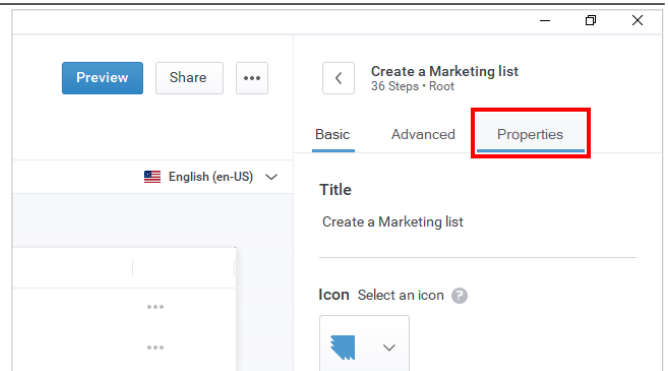 Preview Share
Create a Marketing list
36 Steps • Root
Basic Advanced Properties
English (en-US)
Title
Create a Marketing list
Icon Select an icon ?